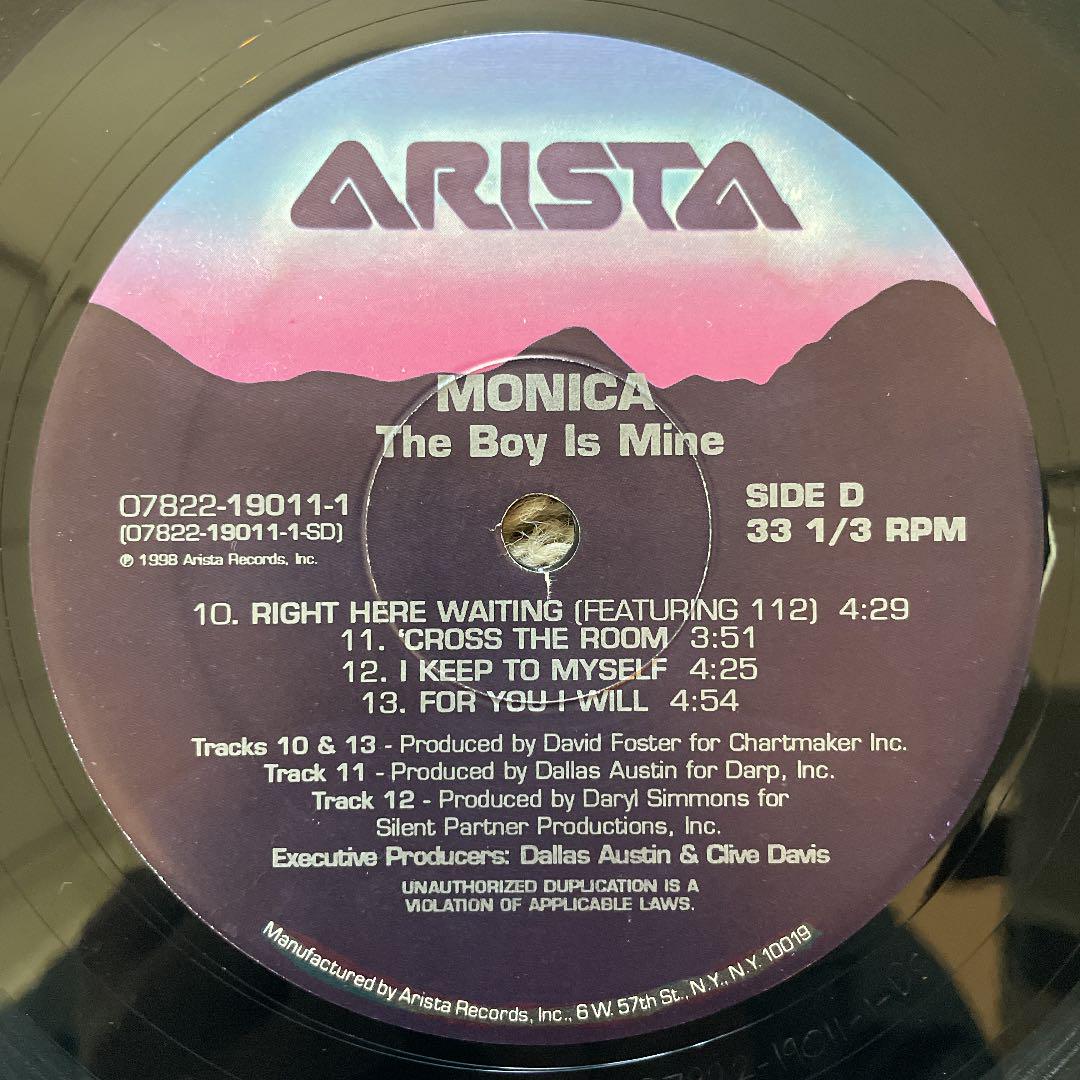 ARISTA
MONICA
The Boy Is Mine
07822-19011-1
(07822-19011-1-SD)
℗ 1998 Arista Records, Inc.
SIDE D
33 1/3 RPM
10. RIGHT HERE WAITING (FEATURING 112) 4:29
11. 'CROSS THE ROOM 3:51
12. I KEEP TO MYSELF 4:25
13. FOR YOU I WILL 4:54
Tracks 10 & 13 - Produced by David Foster for Chartmaker Inc.
Track 11 - Produced by Dallas Austin for Darp, Inc.
Track 12 - Produced by Daryl Simmons for
Silent Partner Productions, Inc.
Executive Producers: Dallas Austin & Clive Davis
UNAUTHORIZED DUPLICATION IS A
VIOLATION OF APPLICABLE LAWS.
Manufactured by Arista Records, Inc., 6 W. 57th St., N.Y., N.Y. 10019